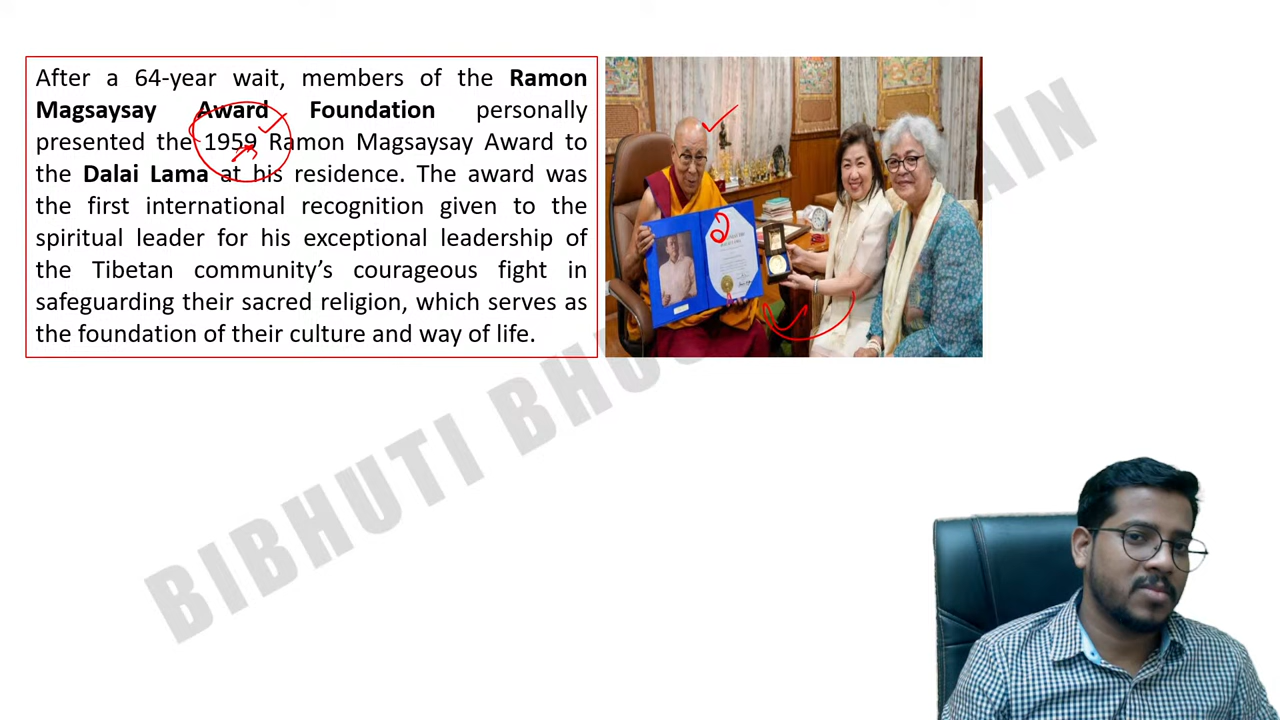 After a 64-year wait, members of the Ramon
Magsaysay Award Foundation personally
presented the 1959 Ramon Magsaysay Award to
the Dalai Lama at his residence. The award was
the first international recognition given to the
spiritual leader for his exceptional leadership of
the Tibetan community’s courageous fight in
safeguarding their sacred religion, which serves as
the foundation of their culture and way of life.
BIBHUTI BHU AIN